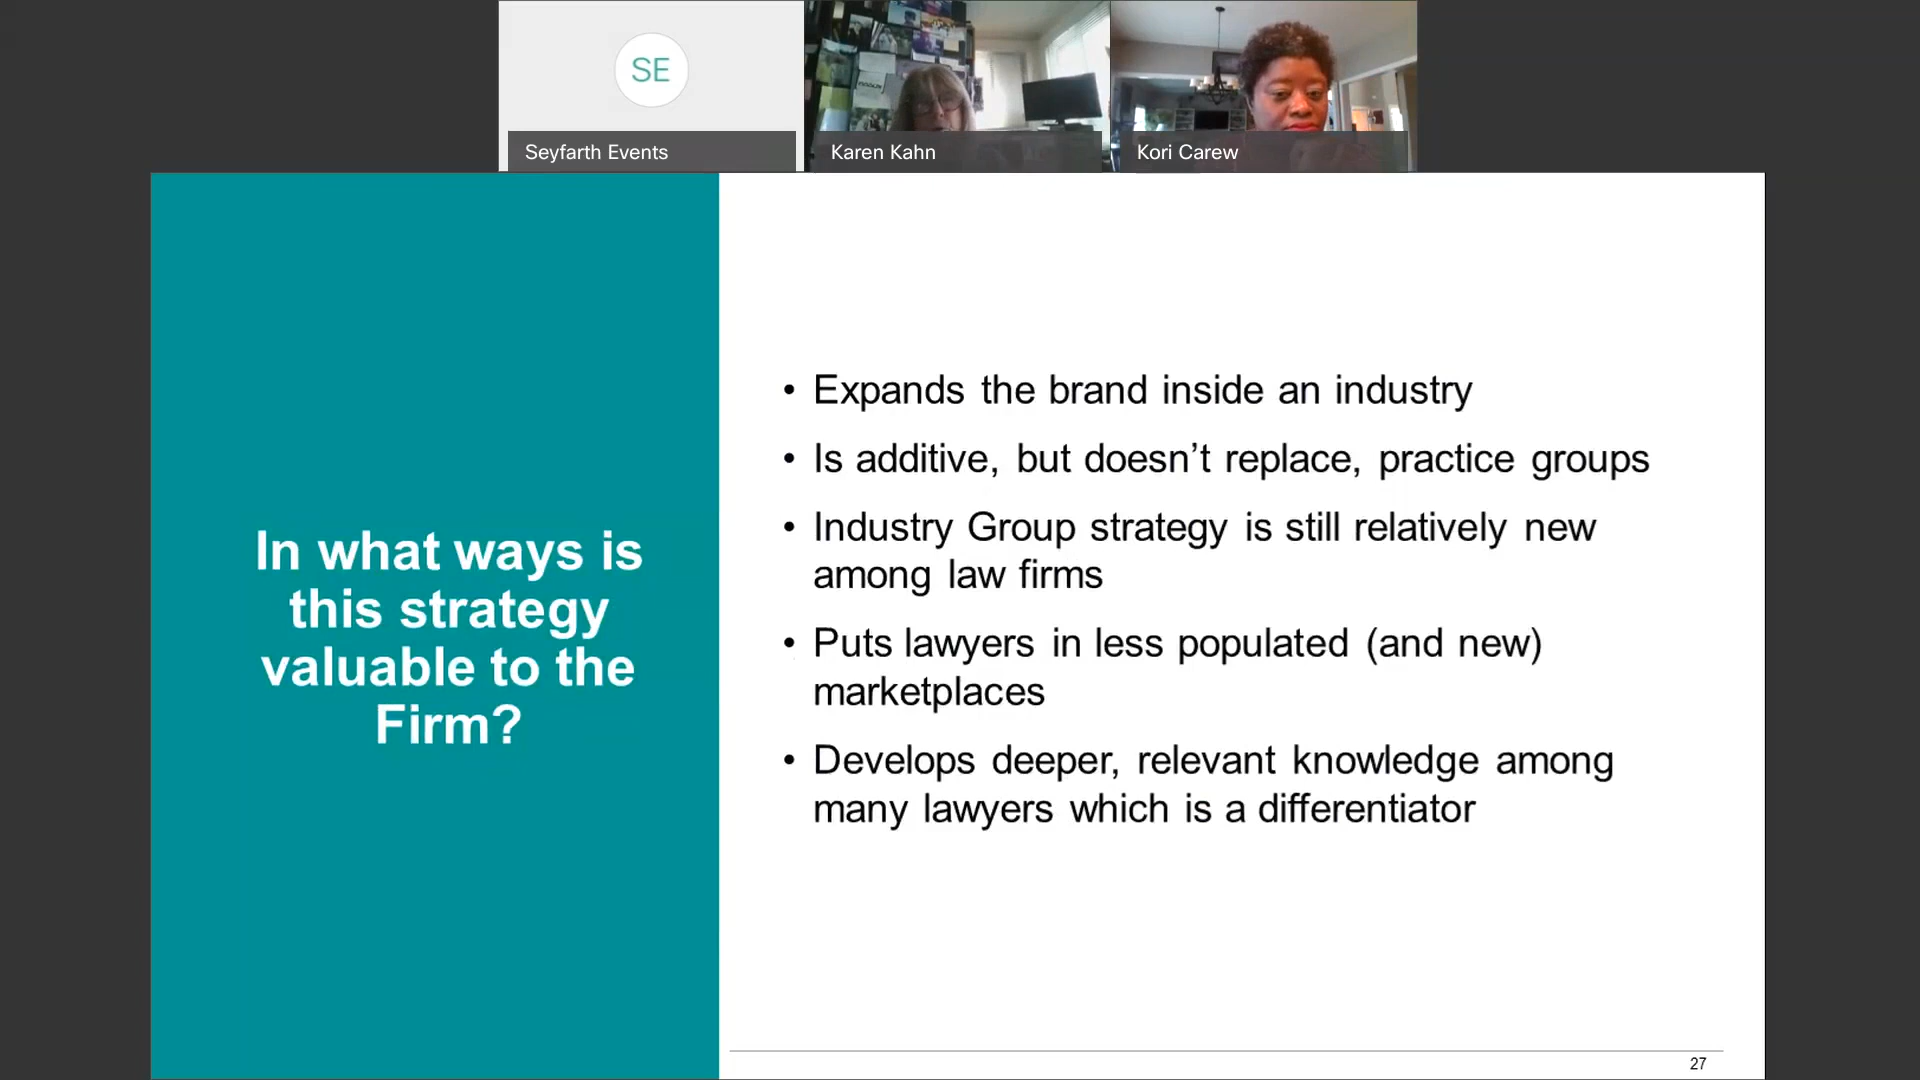 SE
Seyfarth Events
Karen Kahn
Kori Carew
In what ways is
this strategy
valuable to the
Firm?
• Expands the brand inside an industry
• Is additive, but doesn’t replace, practice groups
• Industry Group strategy is still relatively new
among law firms
• Puts lawyers in less populated (and new)
marketplaces
• Develops deeper, relevant knowledge among
many lawyers which is a differentiator
27